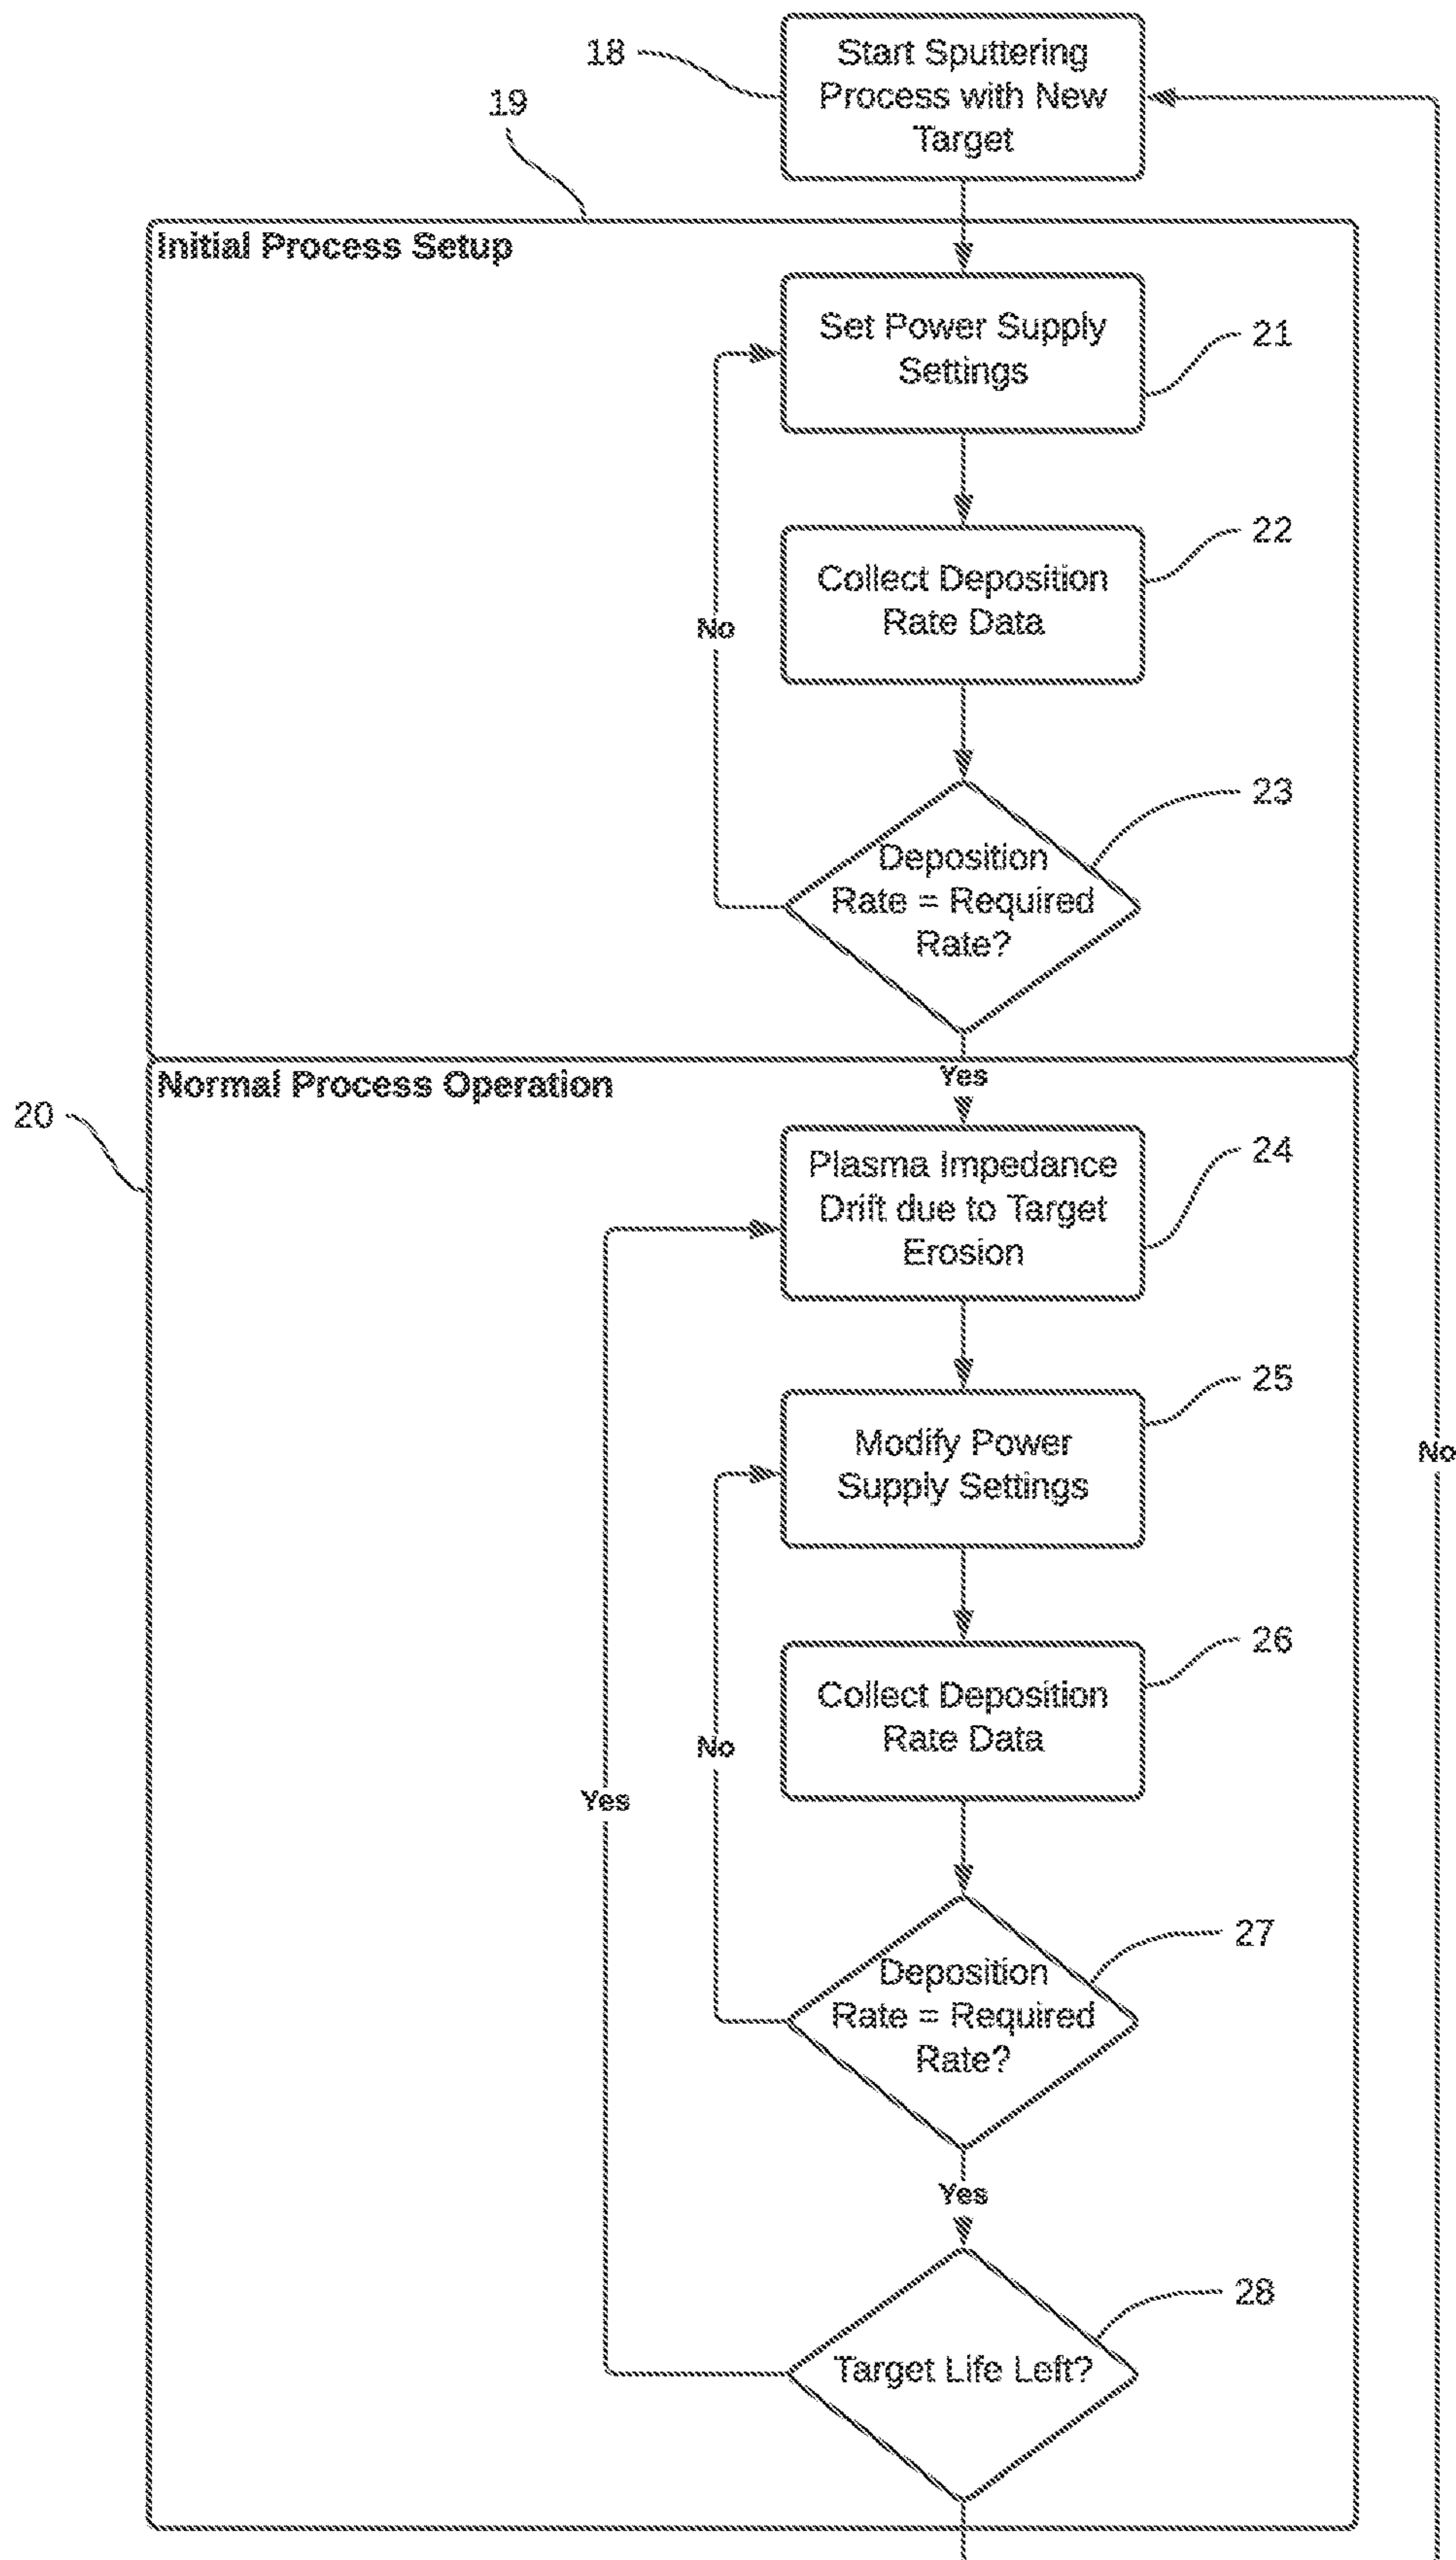 18
Start Sputtering
Process with New
Target
19
Initial Process Setup
Set Power Supply
Settings
21
Collect Deposition
Rate Data
22
No
Deposition
Rate = Required
Rate?
23
Yes
Normal Process Operation
20
Plasma Impedance
Drift due to Target
Erosion
24
Modify Power
Supply Settings
25
No
Collect Deposition
Rate Data
26
No
Yes
Deposition
Rate = Required
Rate?
27
Yes
Target Life Left?
28